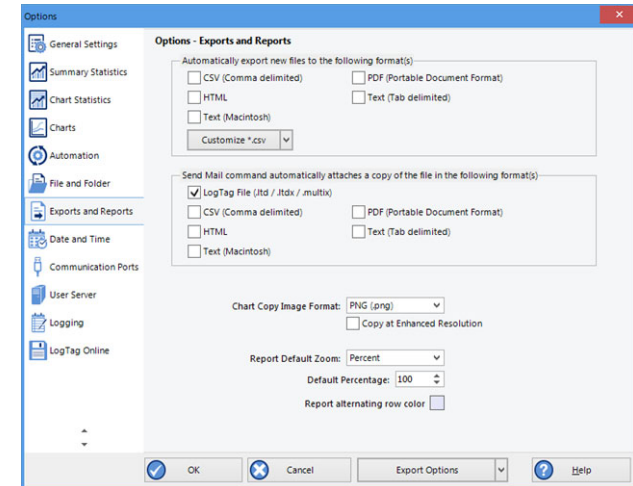 Options
General Settings
Summary Statistics
Chart Statistics
Charts
Automation
File and Folder
Exports and Reports
Date and Time
Communication Ports
User Server
Logging
LogTag Online
Options - Exports and Reports
Automatically export new files to the following format(s)
CSV (Comma delimited)
PDF (Portable Document Format)
HTML
Text (Tab delimited)
Text (Macintosh)
Customize *.csv
Send Mail command automatically attaches a copy of the file in the following format(s)
LogTag File (.ltd / .ltdx / .multix)
CSV (Comma delimited)
PDF (Portable Document Format)
HTML
Text (Tab delimited)
Text (Macintosh)
Chart Copy Image Format: PNG (.png)
Copy at Enhanced Resolution
Report Default Zoom: Percent
Default Percentage: 100
Report alternating row color
OK
Cancel
Export Options
Help